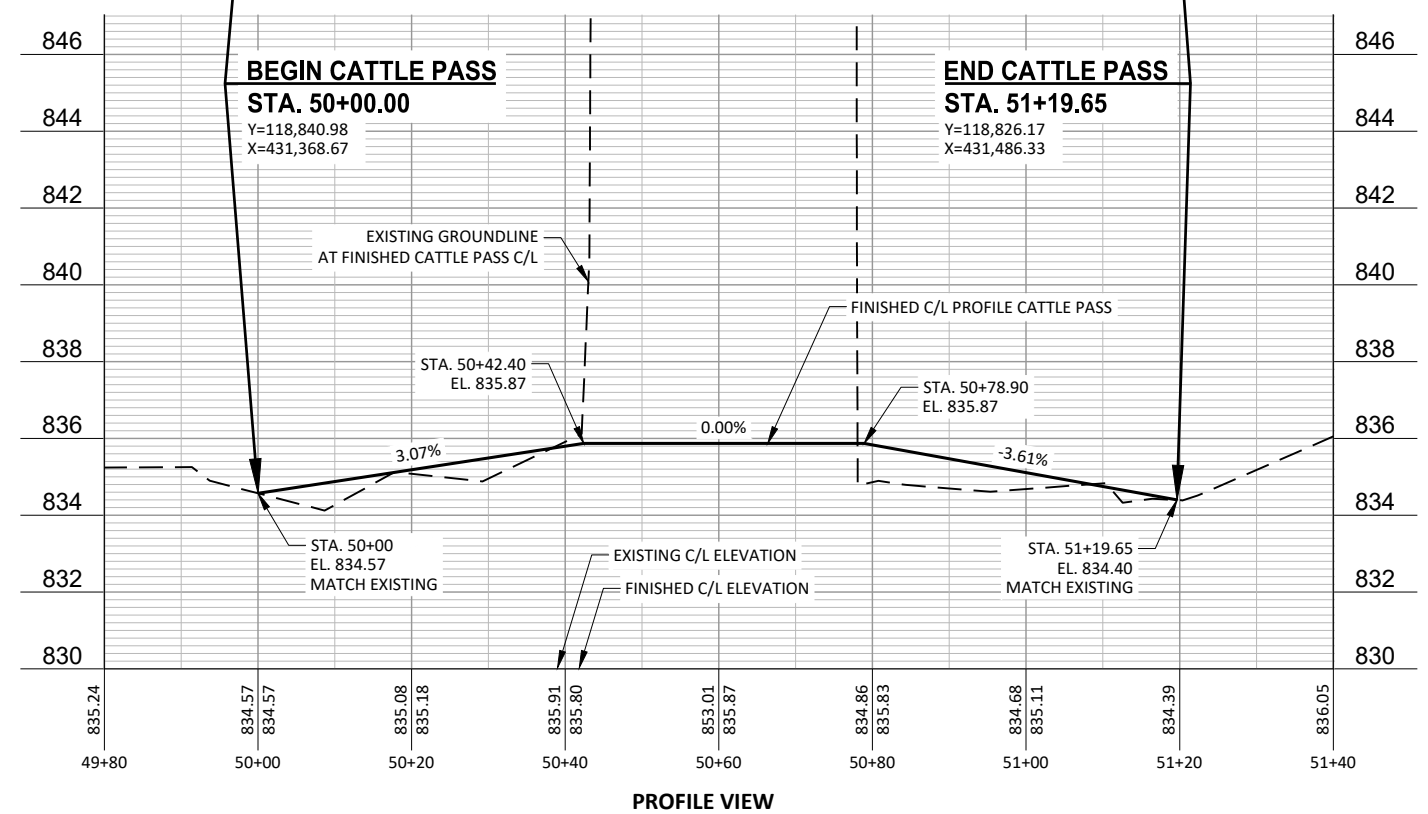 846
846
BEGIN CATTLE PASS
STA. 50+00.00
Y=118,840.98
X=431,368.67
END CATTLE PASS
STA. 51+19.65
Y=118,826.17
X=431,486.33
844
844
842
842
EXISTING GROUNDLINE
AT FINISHED CATTLE PASS C/L
840
840
FINISHED C/L PROFILE CATTLE PASS
838
838
STA. 50+42.40
EL. 835.87
STA. 50+78.90
EL. 835.87
836
836
3.07%
0.00%
-3.61%
834
834
STA. 50+00
EL. 834.57
MATCH EXISTING
EXISTING C/L ELEVATION
FINISHED C/L ELEVATION
STA. 51+19.65
EL. 834.40
MATCH EXISTING
832
832
830
830
835.24
834.57
834.57
835.08
835.18
835.91
835.80
853.01
835.87
834.86
835.83
834.68
835.11
834.39
836.05
49+80
50+00
50+20
50+40
50+60
50+80
51+00
51+20
51+40
PROFILE VIEW